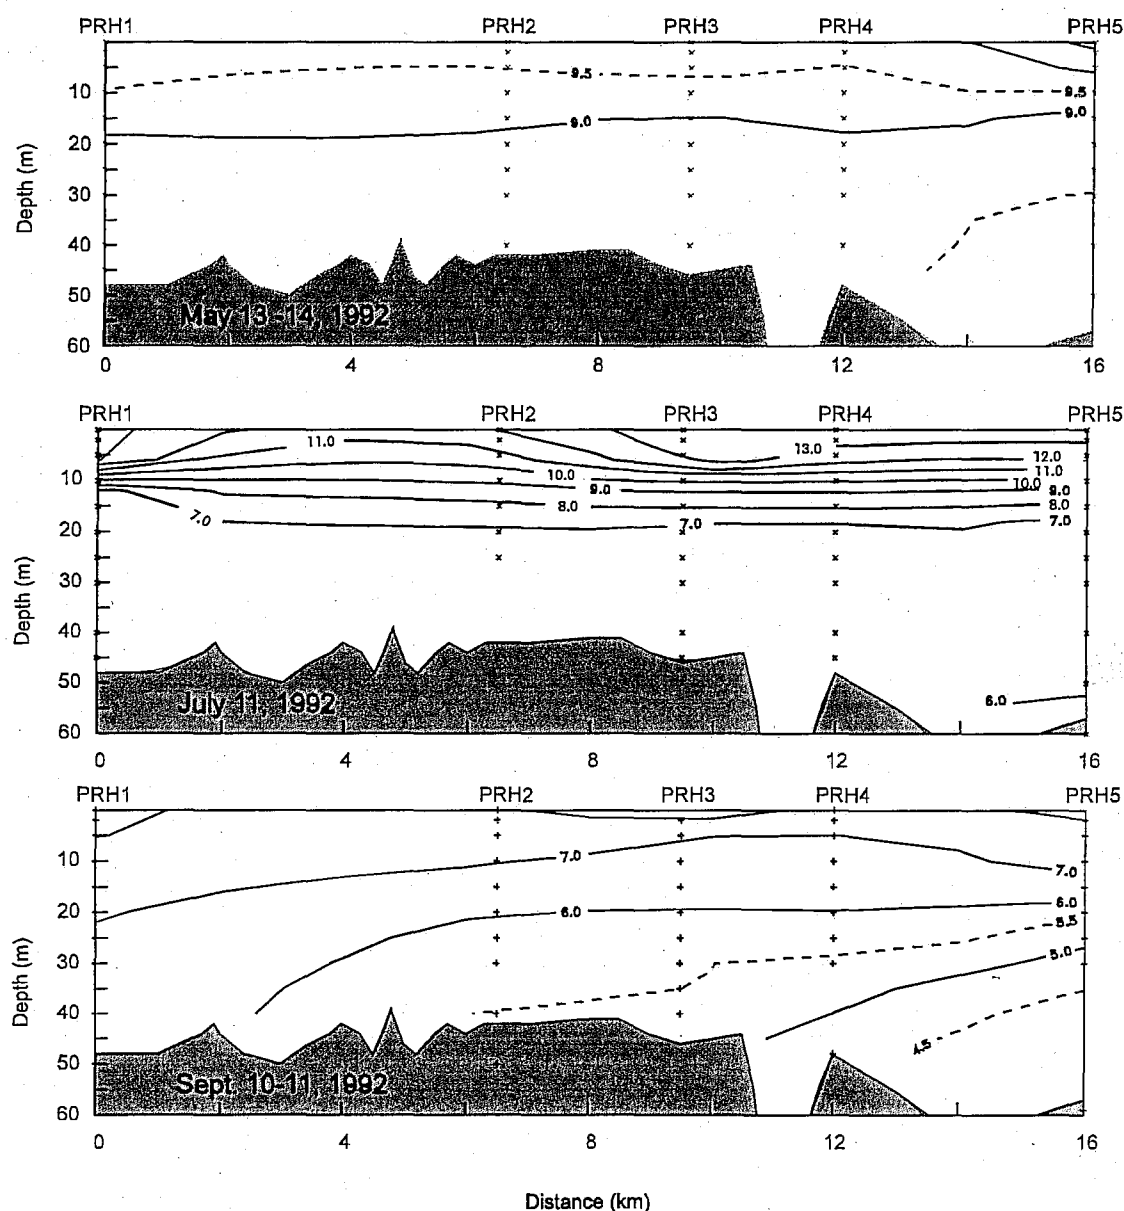 PRH1 PRH2 PRH3 PRH4 PRH5
9.5
9.5
10
9.0
9.0
20
Depth (m)
30
40
50
May 13-14, 1992
60
0 4 8 12 16
PRH1 PRH2 PRH3 PRH4 PRH5
11.0 13.0
12.0
11.0
10 10.0 10.0
9.0 9.0
8.0 8.0
7.0 7.0 7.0
20
Depth (m)
30
40
50
July 11, 1992 6.0
60
0 4 8 12 16
PRH1 PRH2 PRH3 PRH4 PRH5
10 7.0
7.0
20 6.0 6.0
5.5
Depth (m)
30 5.0
40
4.5
50
Sept. 10-11, 1992
60
0 4 8 12 16
Distance (km)